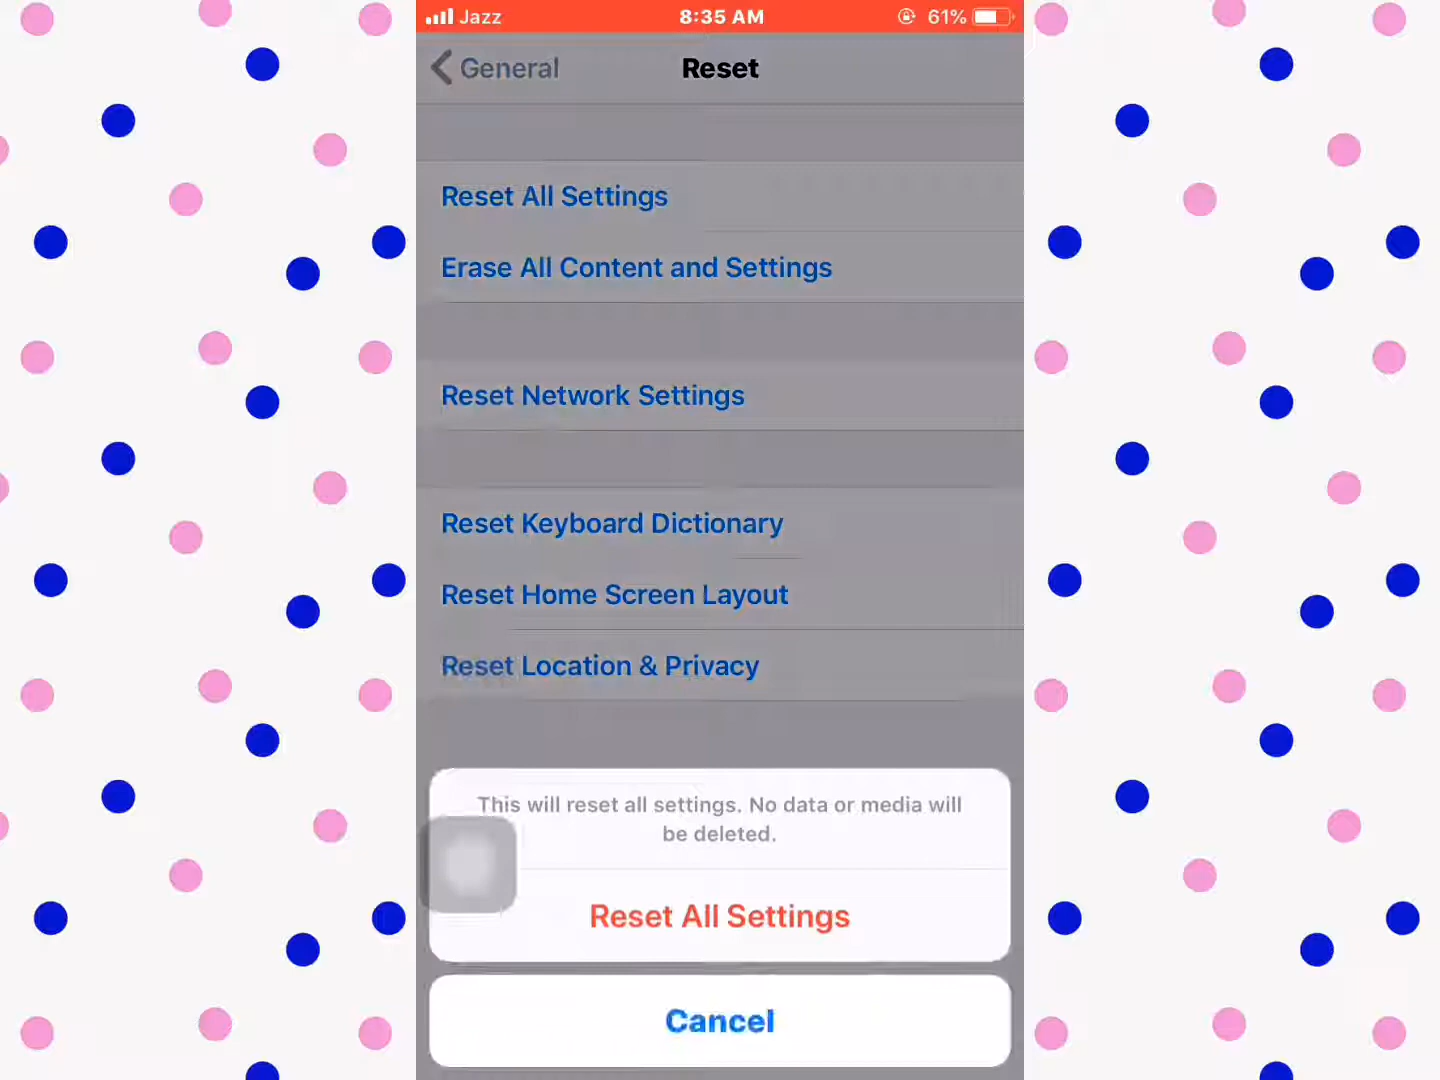 Jazz 8:35 AM 61%
General Reset
Reset All Settings
Erase All Content and Settings
Reset Network Settings
Reset Keyboard Dictionary
Reset Home Screen Layout
Reset Location & Privacy
This will reset all settings. No data or media will
be deleted.
Reset All Settings
Cancel